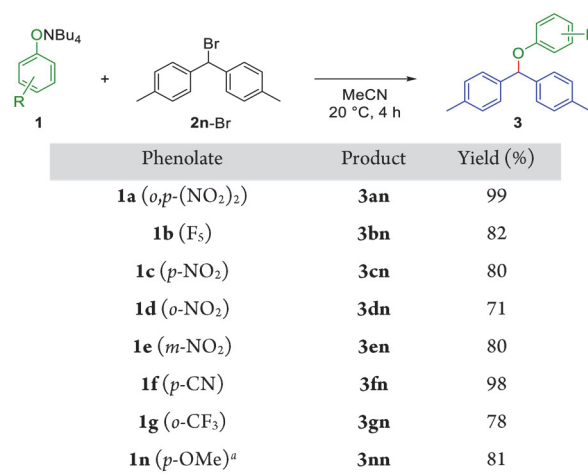 ONBu₄
R
1
+
Br
2n-Br
MeCN
20 °C, 4 h
O
3
Phenolate Product Yield (%)
1a (o,p-(NO₂)₂) 3an 99
1b (F₅) 3bn 82
1c (p-NO₂) 3cn 80
1d (o-NO₂) 3dn 71
1e (m-NO₂) 3en 80
1f (p-CN) 3fn 98
1g (o-CF₃) 3gn 78
1n (p-OMe)ᵃ 3nn 81